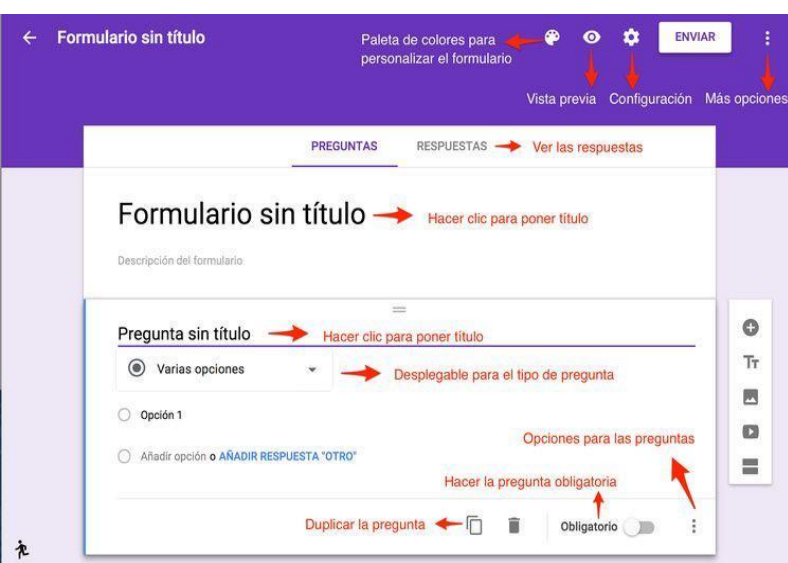 Formulario sin título
Paleta de colores para
personalizar el formulario
ENVIAR
Vista previa
Configuración
Más opciones
PREGUNTAS
RESPUESTAS
Ver las respuestas
Formulario sin título
Hacer clic para poner título
Descripción del formulario
Pregunta sin título
Hacer clic para poner título
Varias opciones
Desplegable para el tipo de pregunta
Opción 1
Opciones para las preguntas
Añadir opción o AÑADIR RESPUESTA "OTRO"
Hacer la pregunta obligatoria
Duplicar la pregunta
Obligatorio
Tт